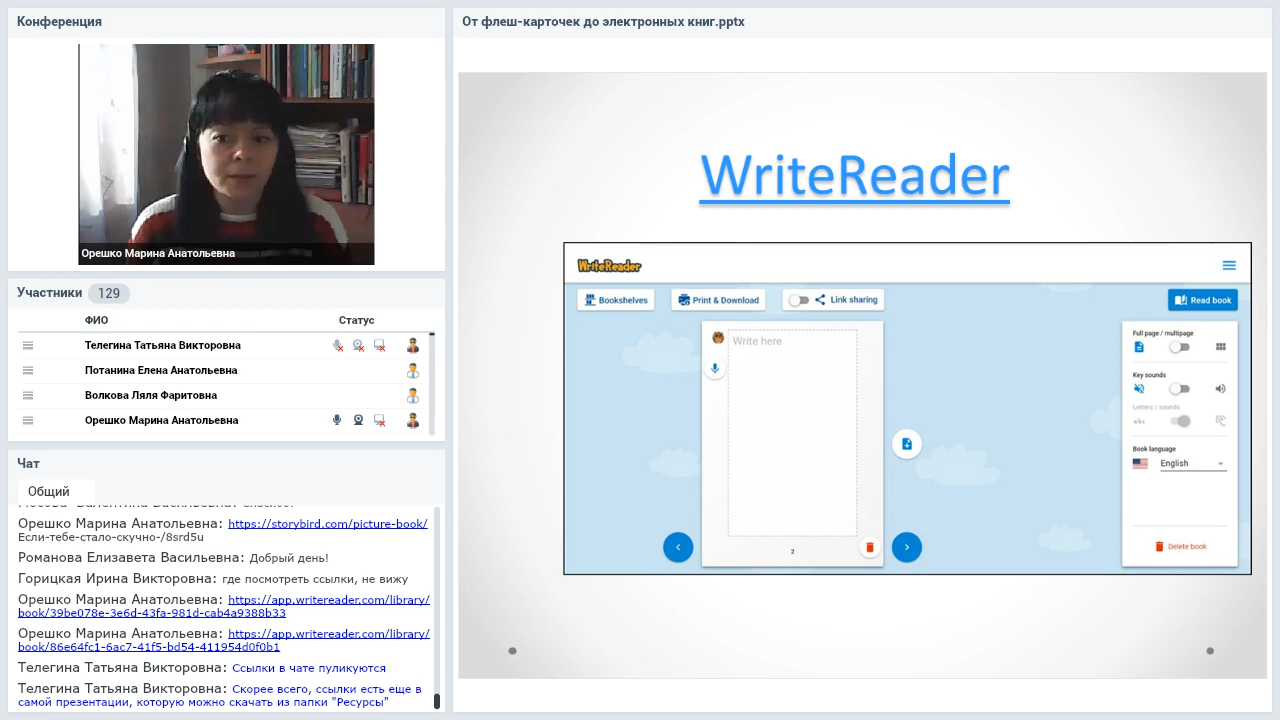 Конференция
Орешко Марина Анатольевна
Участники 129
ФИО Статус
Телегина Татьяна Викторовна
Потанина Елена Анатольевна
Волкова Ляля Фаритовна
Орешко Марина Анатольевна
Чат
Общий
Орешко Марина Анатольевна: https://storybird.com/picture-book/
Если-тебе-стало-скучно-/8srd5u
Романова Елизавета Васильевна: Добрый день!
Горицкая Ирина Викторовна: где посмотреть ссылки, не вижу
Орешко Марина Анатольевна: https://app.writereader.com/library/
book/39be078e-3e6d-43fa-981d-cab4a9388b33
Орешко Марина Анатольевна: https://app.writereader.com/library/
book/86e64fc1-6ac7-41f5-bd54-411954d0f0b1
Телегина Татьяна Викторовна: Ссылки в чате пуликуются
Телегина Татьяна Викторовна: Скорее всего, ссылки есть еще в
самой презентации, которую можно скачать из папки "Ресурсы"
От флеш-карточек до электронных книг.pptx
WriteReader
WriteReader
Bookshelves Print & Download Link sharing Read book
Write here
2
Full page / multipage
Key sounds
Letters / sounds
abc
Book language
English
Delete book